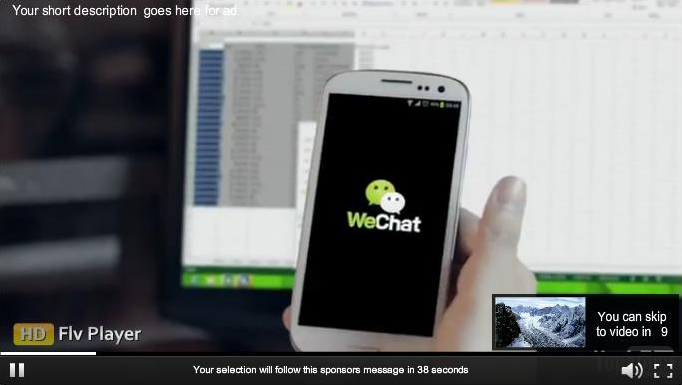 Your short description goes here for ad
WeChat
HD Flv Player
You can skip
to video in 9
Your selection will follow this sponsors message in 38 seconds